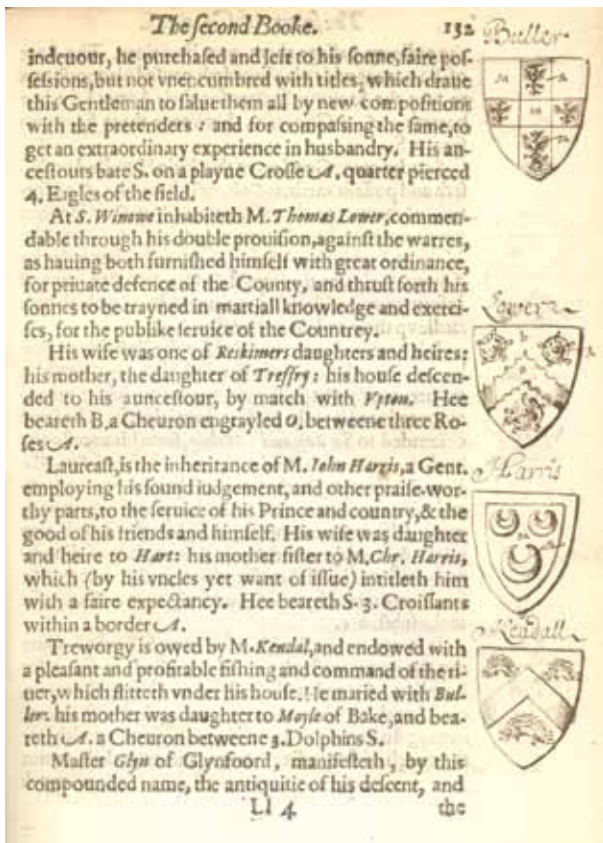 The ſecond Booke. 132
indeuour, he purchaſed and left to his ſonne, faire poſ-
ſeſsions, but not vnencumbred with titles, which draue
this Gentleman to ſalue them all by new compoſitions
with the pretenders : and for compaſsing the ſame, to
get an extraordinary experience in husbandry. His an-
ceſtours bare S. on a playne Croſſe A. quarter pierced
4. Eigles of the field.
At S. Winowe inhabiteth M. Thomas Lower, commen-
dable through his double prouiſion, againſt the warres,
as hauing both furniſhed himſelf with great ordinance,
for priuate defence of the County, and thruſt forth his
ſonnes to be trayned in martiall knowledge and exerci-
ſes, for the publike ſeruice of the Countrey.
His wife was one of Reskimers daughters and heires:
his mother, the daughter of Treffry : his houſe deſcen-
ded to his aunceſtour, by match with Vpton. Hee
beareth B. a Cheuron engrayled O. betweene three Ro-
ſes A.
Laureaſt, is the inheritance of M. Iohn Harris, a Gent.
employing his ſound iudgement, and other praiſe-wor-
thy parts, to the ſeruice of his Prince and country, & the
good of his friends and himſelf. His wife was daughter
and heire to Hart: his mother ſiſter to M. Chr. Harris,
which (by his vncles yet want of iſſue) intitleth him
with a faire expectancy. Hee beareth S. 3. Croiſſants
within a border A.
Treworgy is owed by M. Kendal, and endowed with
a pleaſant and profitable fiſhing and command of the ri-
uer, which flitteth vnder his houſe. He maried with Bul-
ler: his mother was daughter to Moyle of Bake, and bea-
reth A. a Cheuron betweene 3. Dolphins S.
Maſter Glyn of Glynfoord, manifeſteth, by this
compounded name, the antiquitie of his deſcent, and
Ll 4 the
Buller
Lower
Harris
Kendall